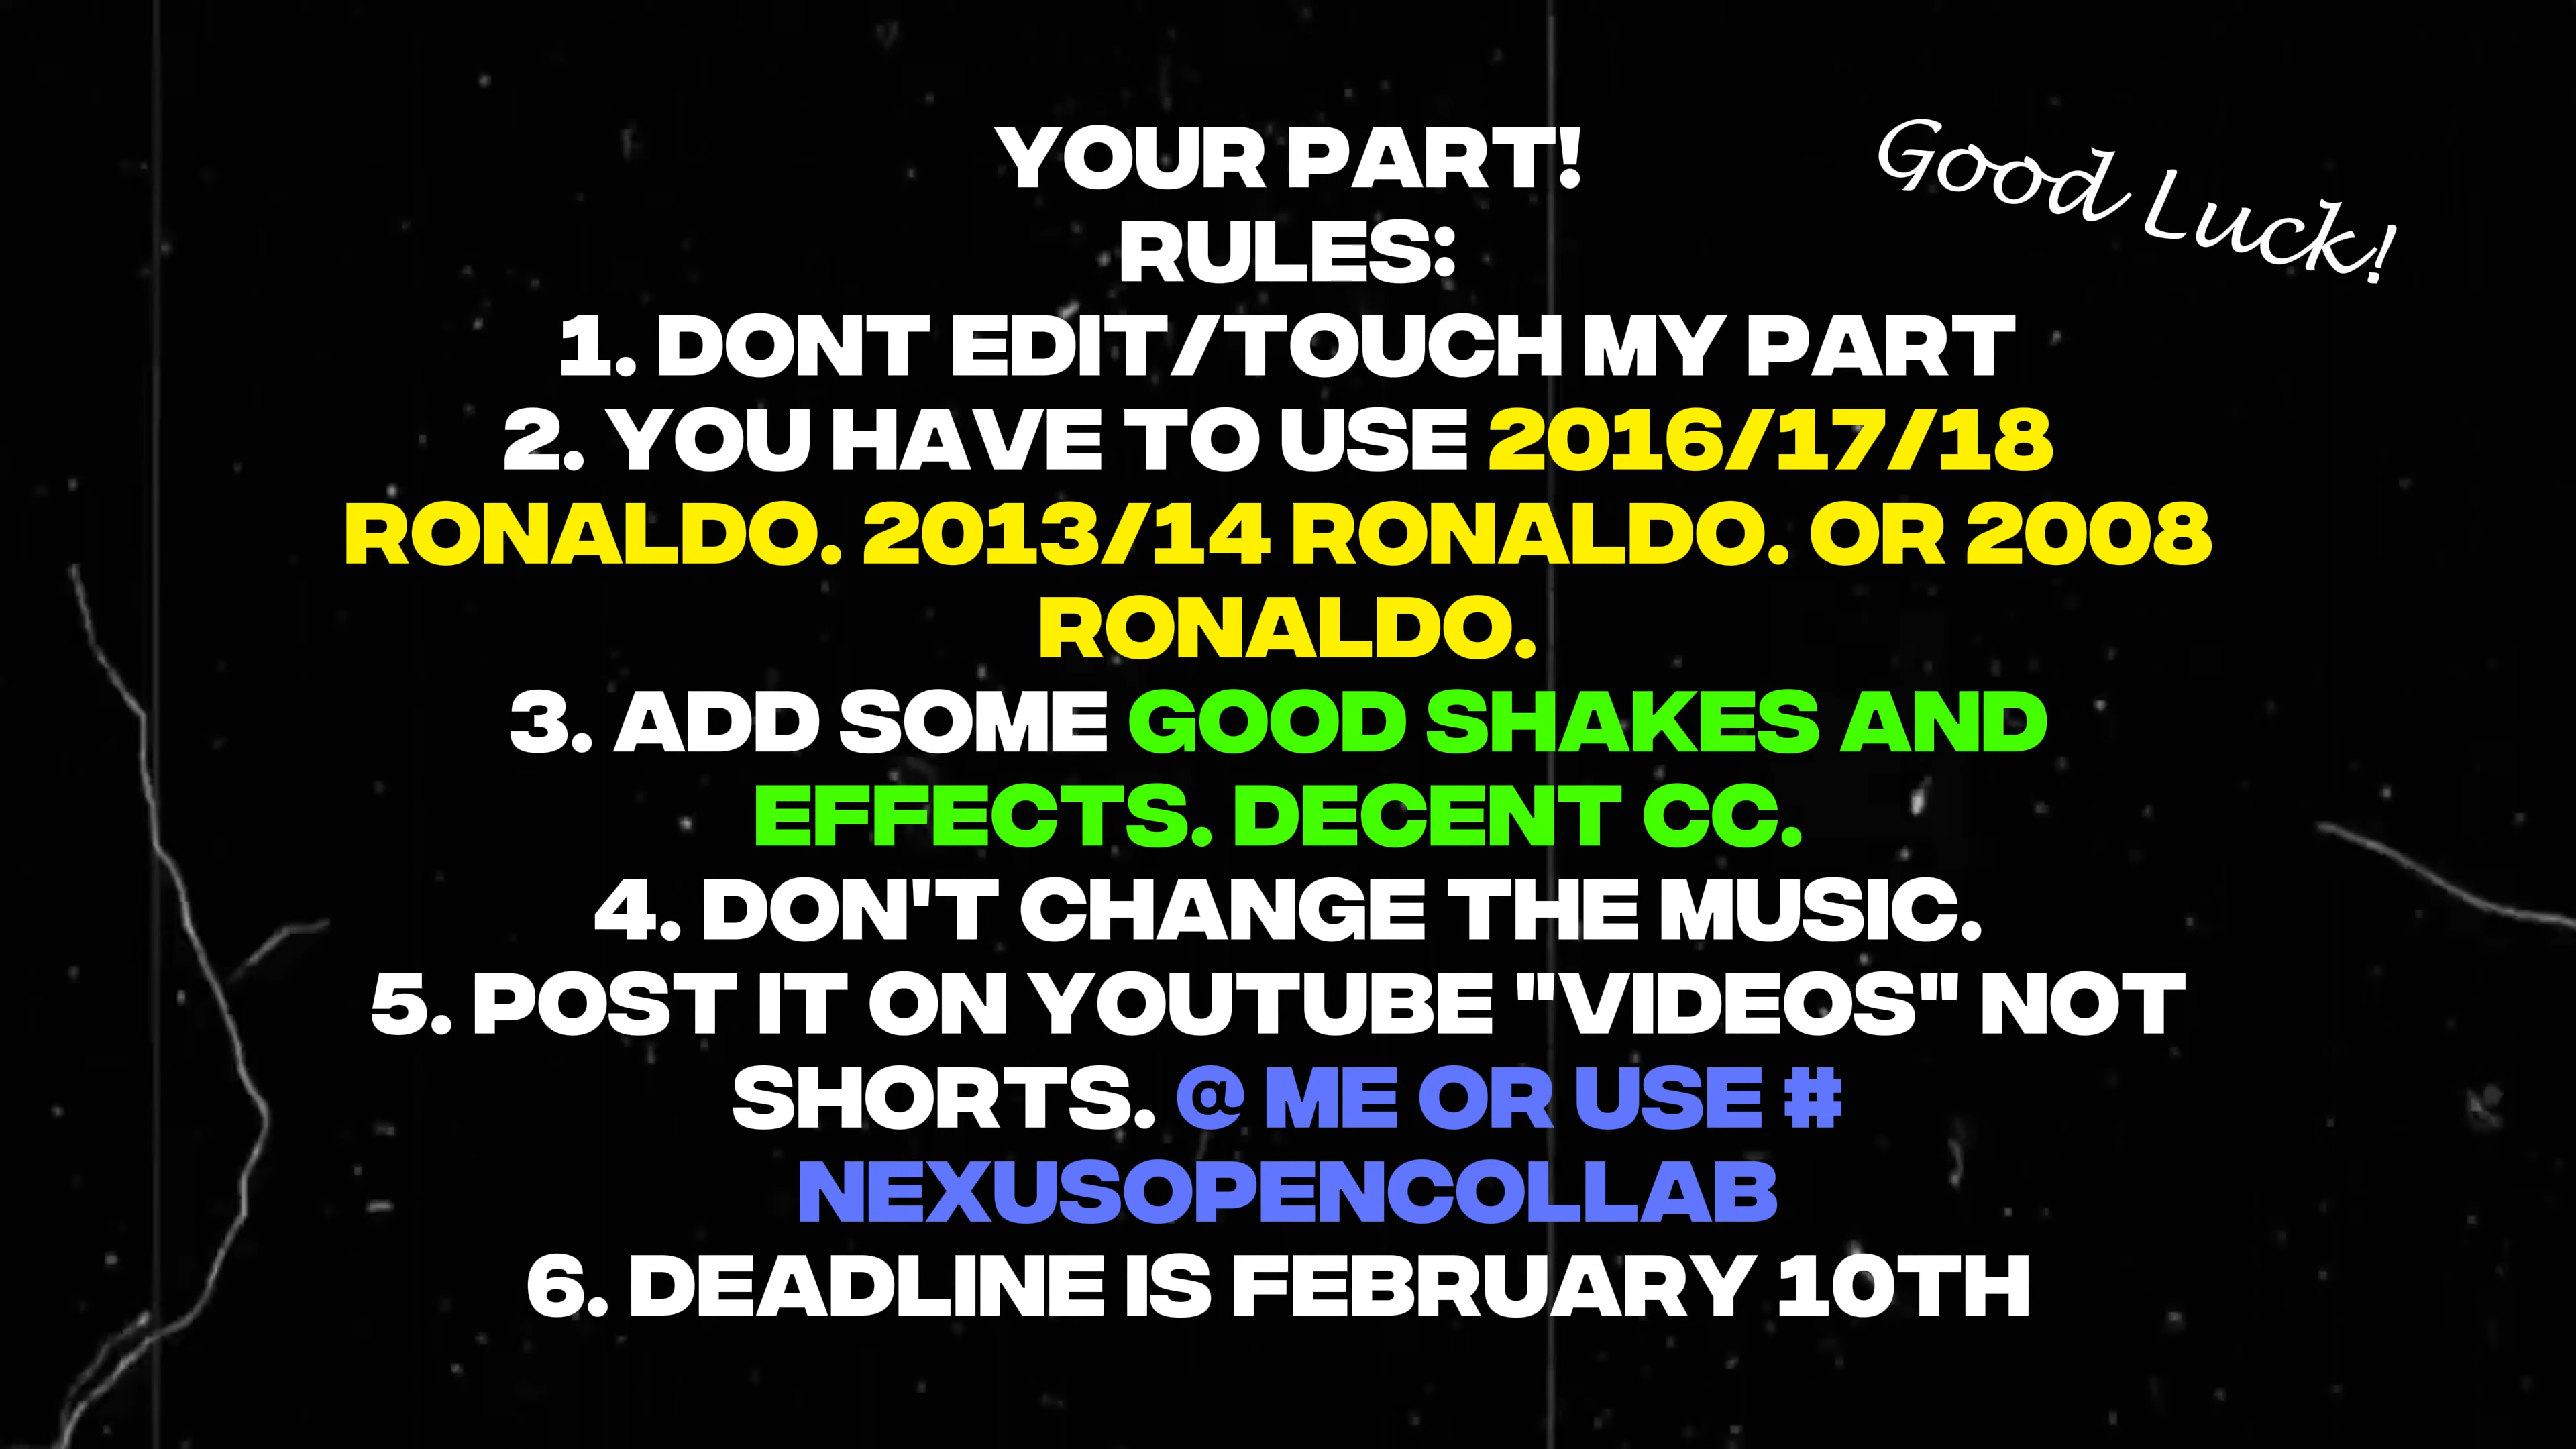 YOUR PART!
Good Luck!
RULES:
1. DONT EDIT/TOUCH MY PART
2. YOU HAVE TO USE 2016/17/18
RONALDO. 2013/14 RONALDO. OR 2008
RONALDO.
3. ADD SOME GOOD SHAKES AND
EFFECTS. DECENT CC.
4. DON'T CHANGE THE MUSIC.
5. POST IT ON YOUTUBE "VIDEOS" NOT
SHORTS. @ ME OR USE #
NEXUSOPENCOLLAB
6. DEADLINE IS FEBRUARY 10TH